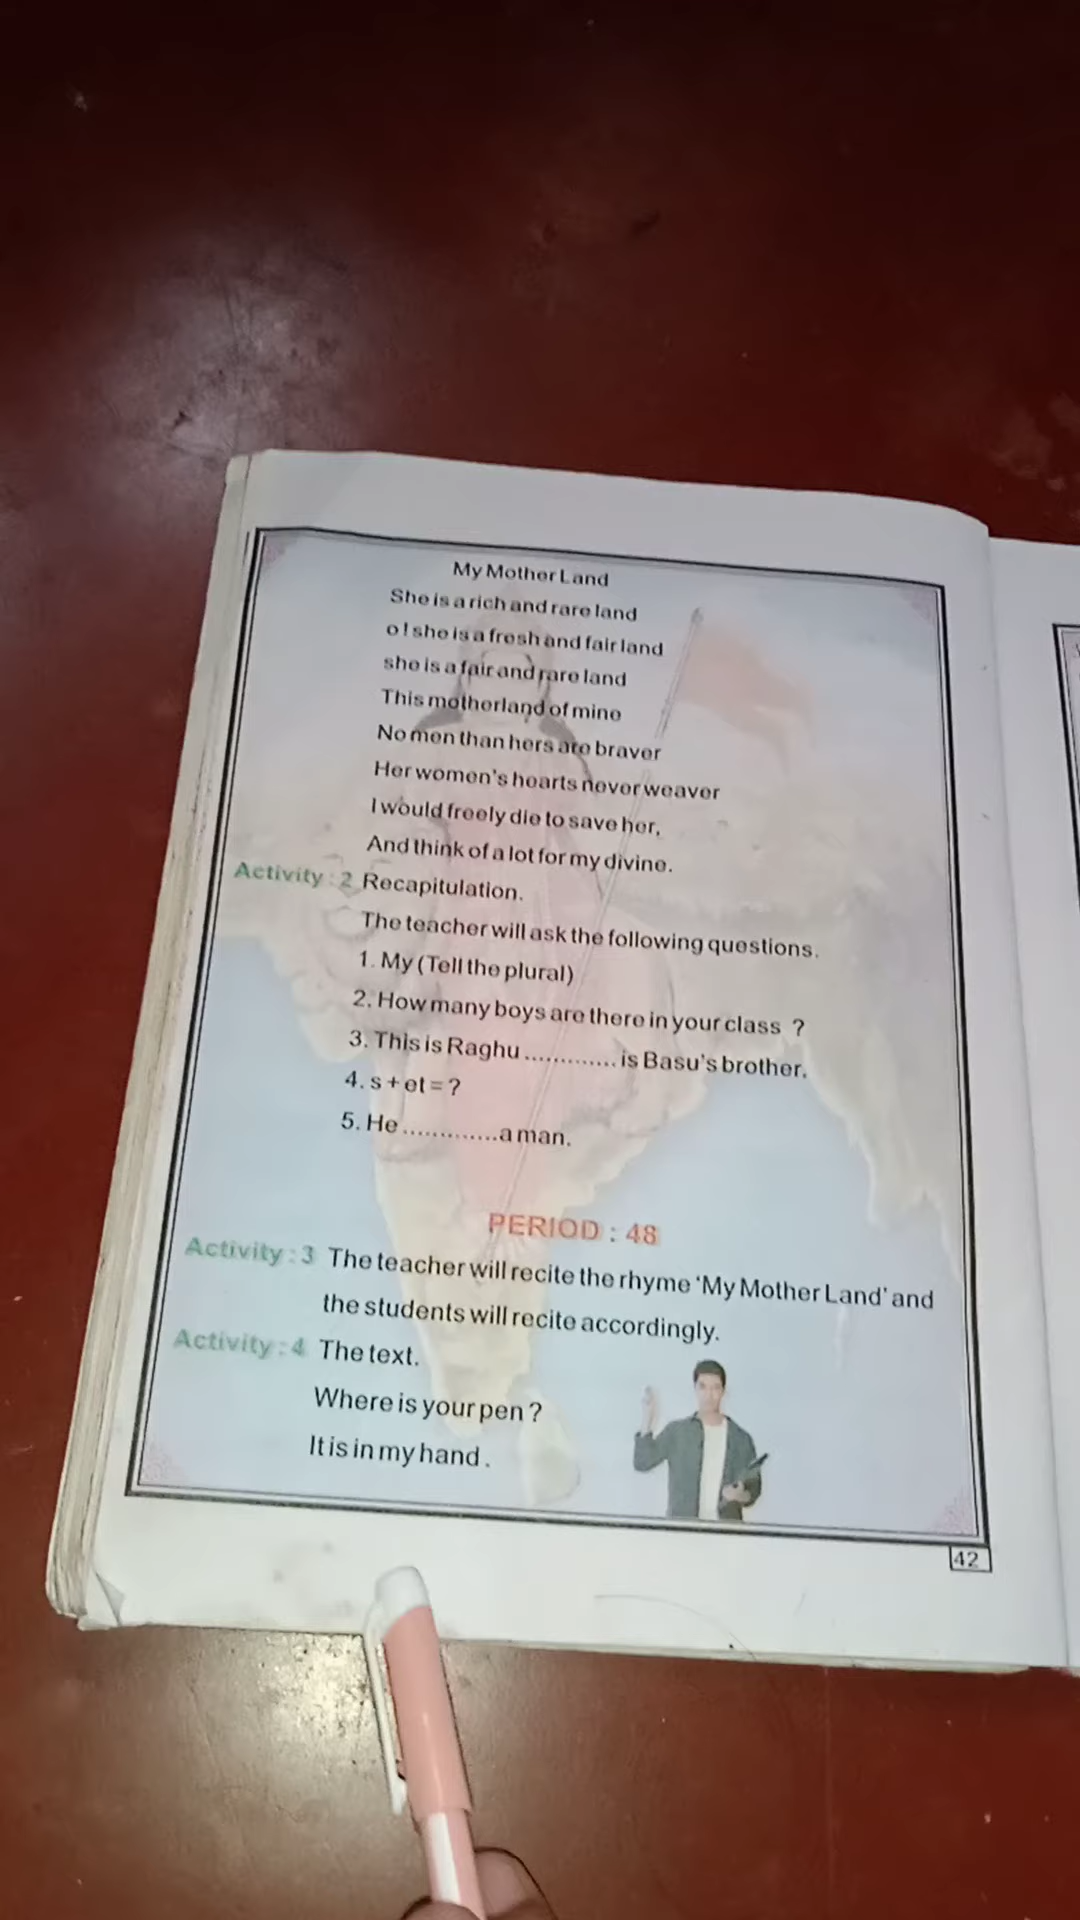 My Mother Land
She is a rich and rare land
o ! she is a fresh and fair land
she is a fair and rare land
This motherland of mine
No men than hers are braver
Her women's hearts never weaver
I would freely die to save her,
And think of a lot for my divine.
Activity : 2 Recapitulation.
The teacher will ask the following questions.
1. My (Tell the plural)
2. How many boys are there in your class ?
3. This is Raghu ............. is Basu's brother.
4. s + et = ?
5. He .............a man.
PERIOD : 48
Activity : 3 The teacher will recite the rhyme 'My Mother Land' and
the students will recite accordingly.
Activity : 4 The text.
Where is your pen ?
It is in my hand .
42